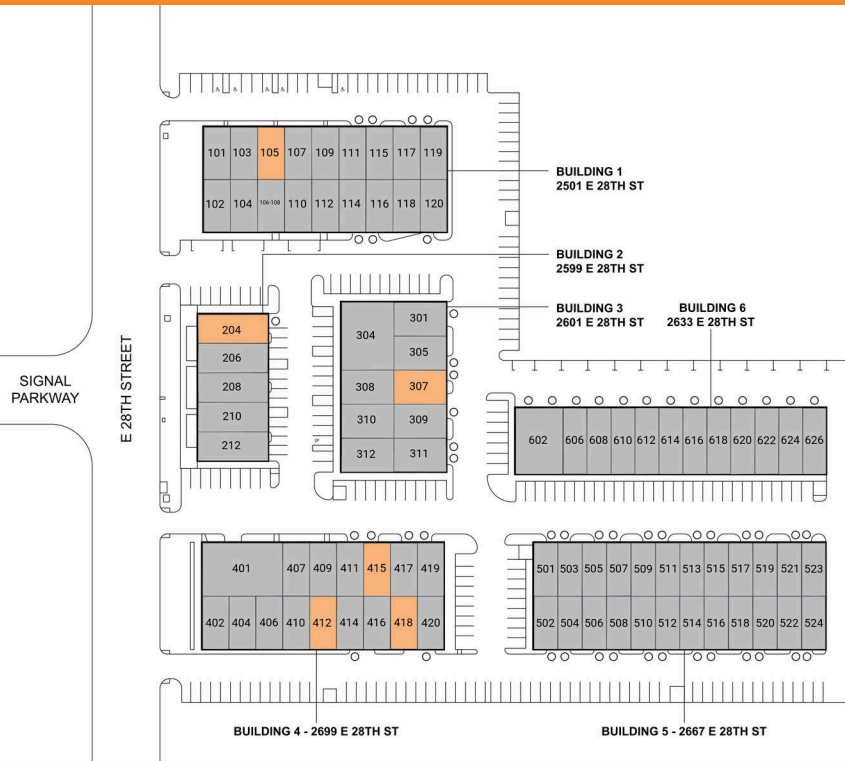 101 103 105 107 109 111 115 117 119
102 104 106-108 110 112 114 116 118 120
BUILDING 1
2501 E 28TH ST
BUILDING 2
2599 E 28TH ST
BUILDING 3
2601 E 28TH ST
BUILDING 6
2633 E 28TH ST
204
206
208
210
212
301
304
305
308 307
310 309
312 311
SIGNAL
PARKWAY
E 28TH STREET
602 606 608 610 612 614 616 618 620 622 624 626
401 407 409 411 415 417 419
402 404 406 410 412 414 416 418 420
501 503 505 507 509 511 513 515 517 519 521 523
502 504 506 508 510 512 514 516 518 520 522 524
BUILDING 4 - 2699 E 28TH ST
BUILDING 5 - 2667 E 28TH ST